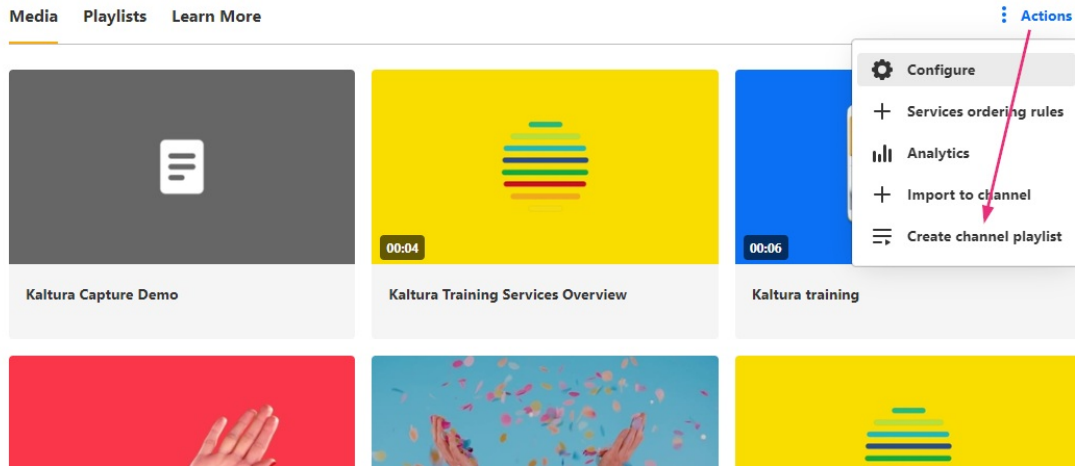 Media Playlists Learn More
Actions
Configure
Services ordering rules
Analytics
Import to channel
Create channel playlist
00:04
00:06
Kaltura Capture Demo
Kaltura Training Services Overview
Kaltura training